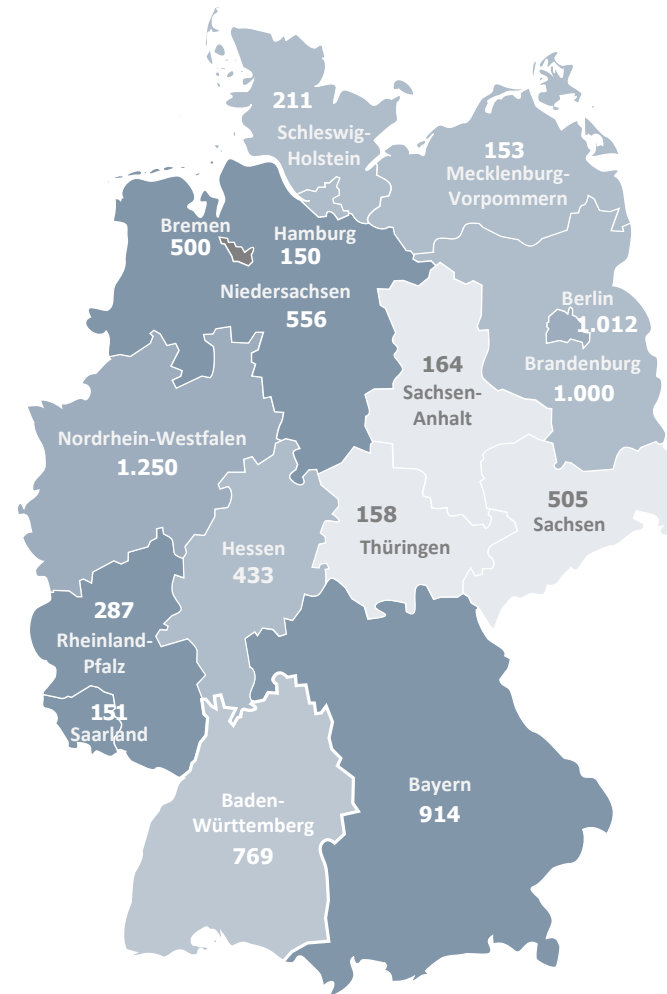 211
Schleswig-
Holstein
153
Mecklenburg-
Vorpommern
Bremen
500
Hamburg
150
Niedersachsen
556
Berlin
1.012
Brandenburg
1.000
164
Sachsen-
Anhalt
Nordrhein-Westfalen
1.250
505
Sachsen
158
Thüringen
Hessen
433
287
Rheinland-
Pfalz
151
Saarland
Bayern
914
Baden-
Württemberg
769